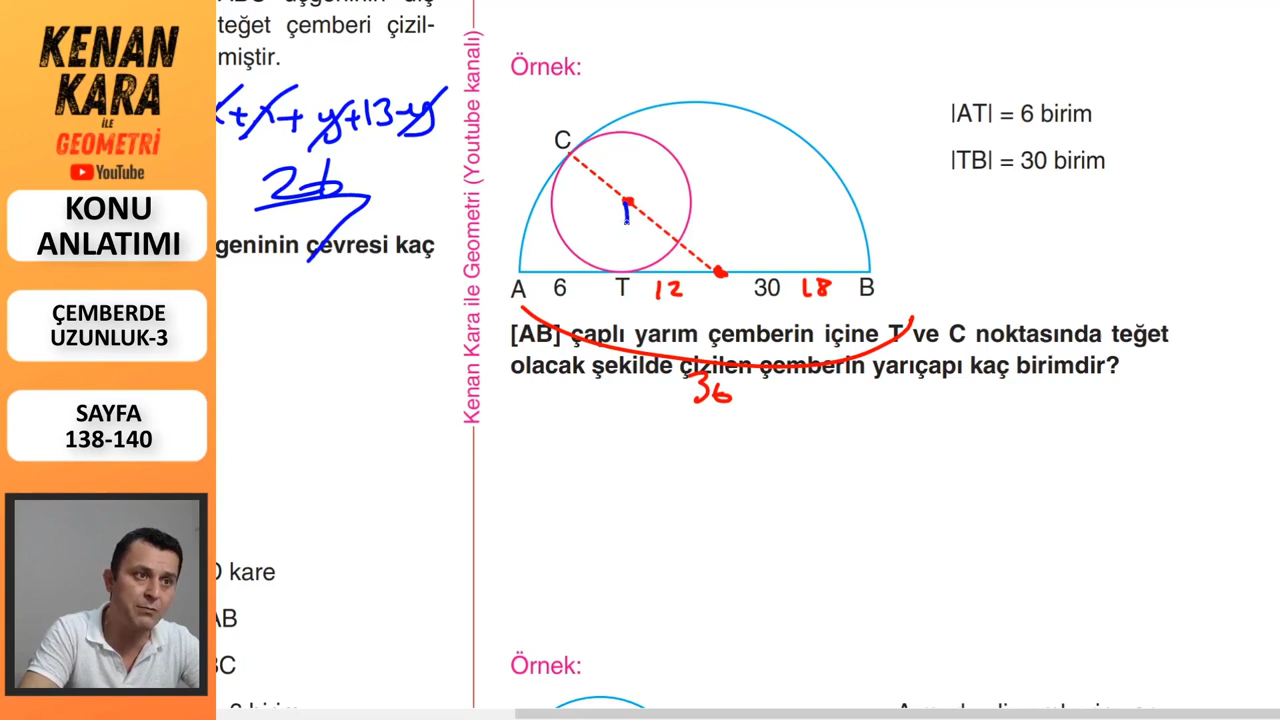 KENAN
KARA
İLE
GEOMETRİ
YouTube
KONU
ANLATIMI
ÇEMBERDE
UZUNLUK-3
SAYFA
138-140
teğet çemberi çizil-
miştir.
x+x+y+13-y
26
geninin çevresi kaç
kare
AB
BC
Kenan Kara ile Geometri (Youtube kanalı)
Örnek:
C
|AT| = 6 birim
|TB| = 30 birim
A 6 T 12 30 18 B
[AB] çaplı yarım çemberin içine T ve C noktasında teğet
olacak şekilde çizilen çemberin yarıçapı kaç birimdir?
36
Örnek: